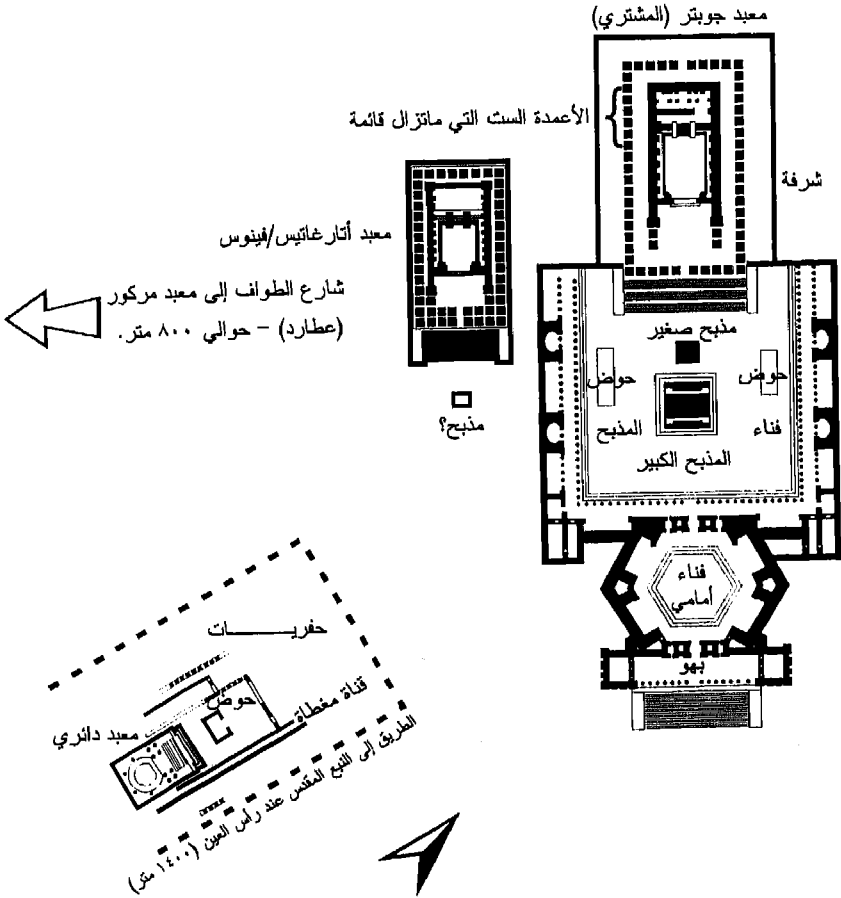 معبد جوبتر (المشتري)
الأعمدة الست التي ماتزال قائمة
شرفة
معبد أتارغاتيس/فينوس
شارع الطواف إلى معبد مركور
(عطارد) – حوالي ٨٠٠ متر.
مذبح صغير
حوض
حوض
مذبح؟
فناء
المذبح
المذبح الكبير
فناء
أمامي
بهو
حفريـــــــات
حوض
قناة مغطاة
معبد دائري
الطريق إلى النبع المقدس عند رأس العين (١٤٠٠ متر)